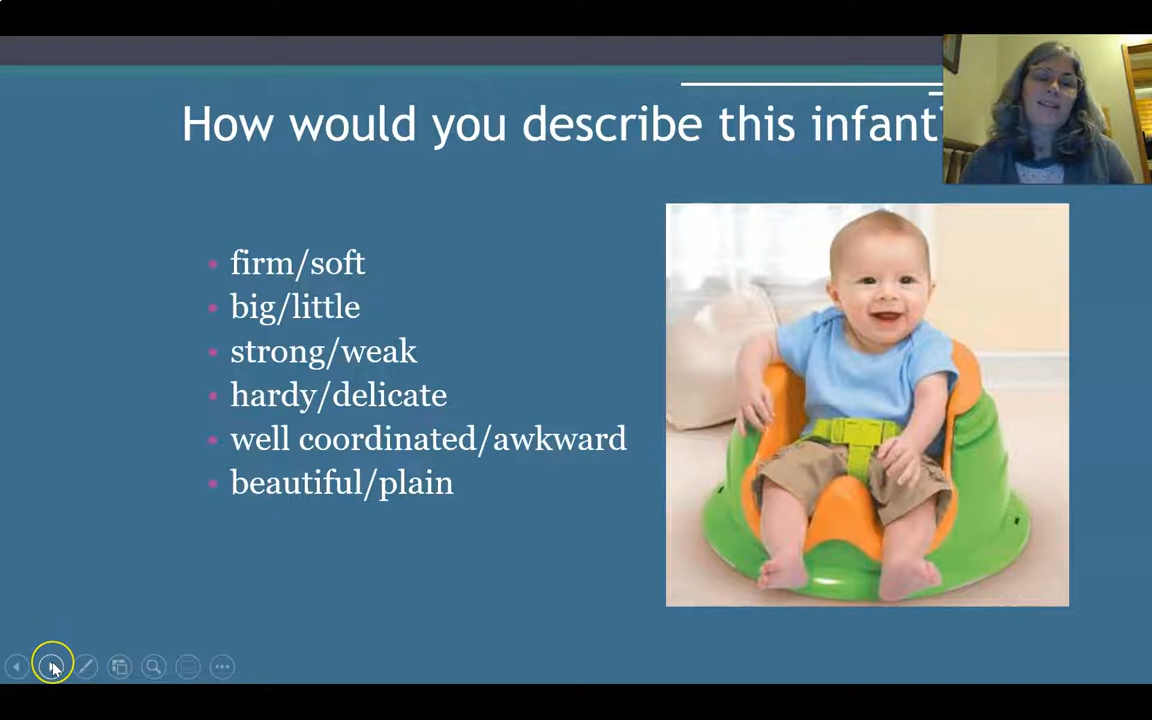 How would you describe this infant?
firm/soft
big/little
strong/weak
hardy/delicate
well coordinated/awkward
beautiful/plain